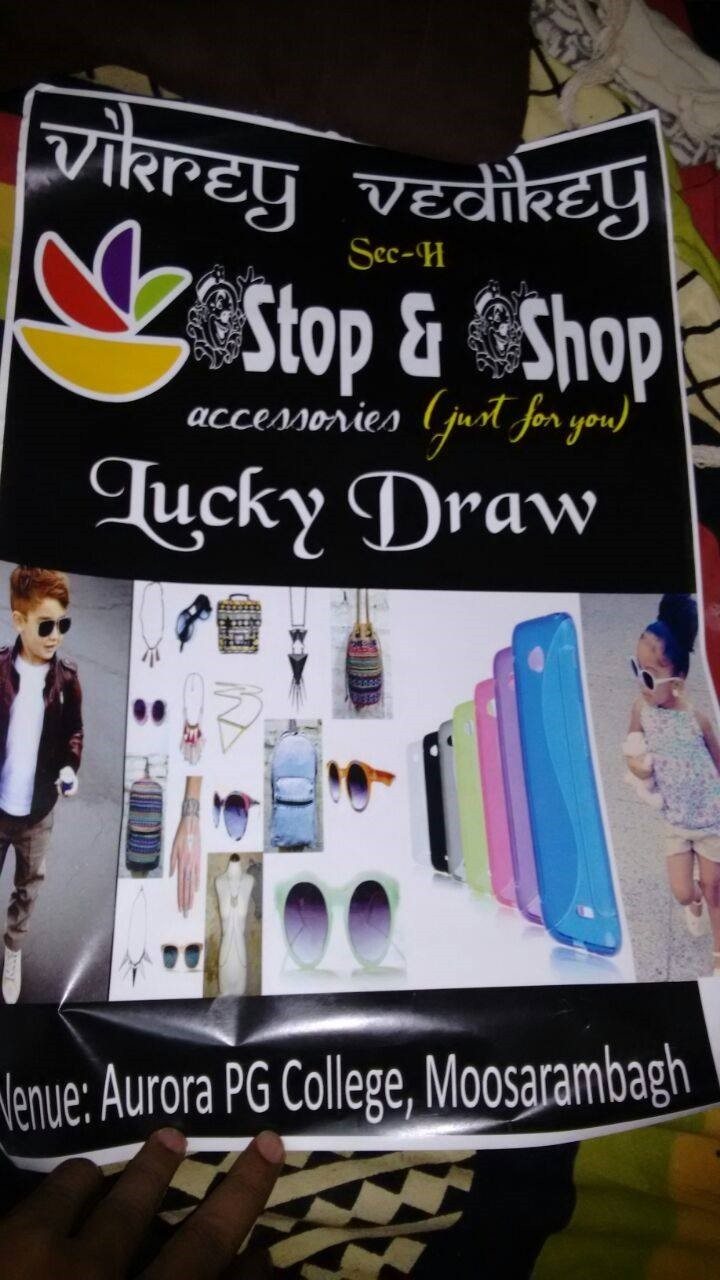 vikrey vedikey
Sec-H
Stop & Shop
accessories (just for you)
Lucky Draw
Venue: Aurora PG College, Moosarambagh